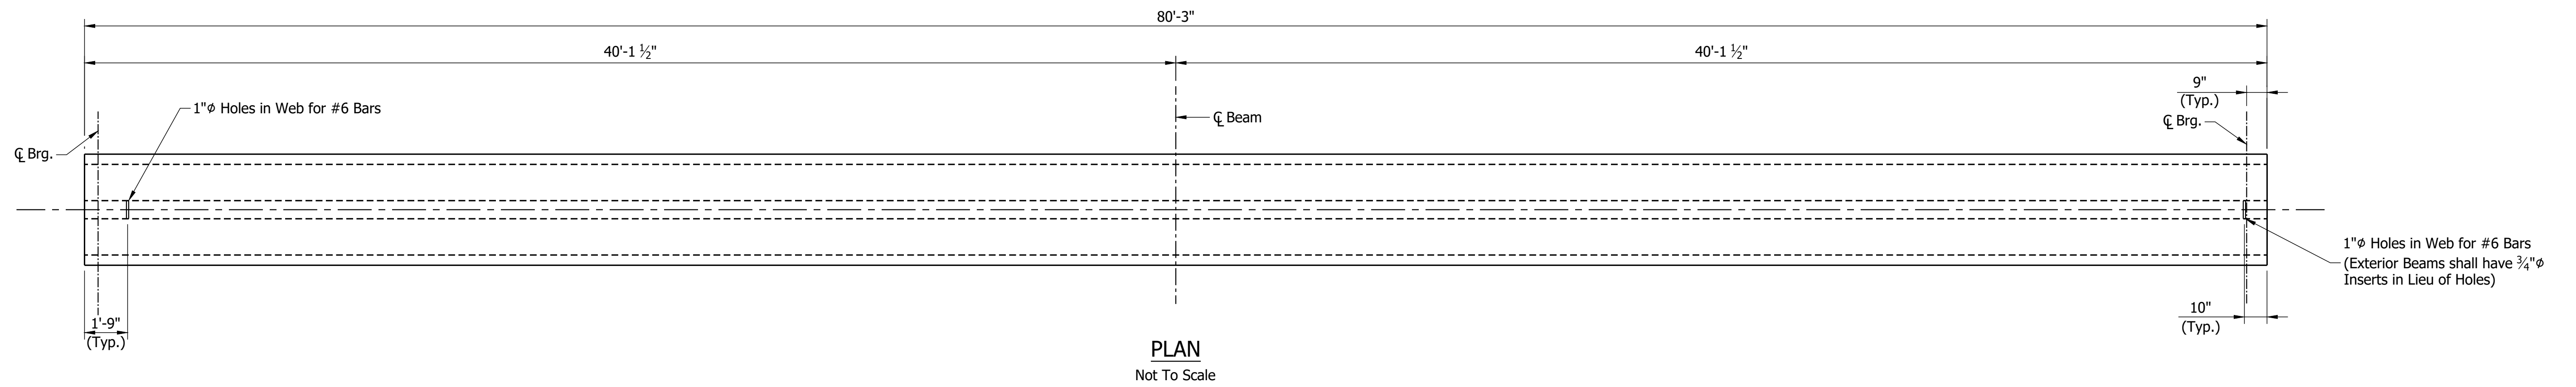 80'-3"
40'-1 ½"
40'-1 ½"
9"
(Typ.)
1"φ Holes in Web for #6 Bars
℄ Beam
℄ Brg.
℄ Brg.
1"φ Holes in Web for #6 Bars
(Exterior Beams shall have ¾"φ
Inserts in Lieu of Holes)
1'-9"
(Typ.)
10"
(Typ.)
PLAN
Not To Scale